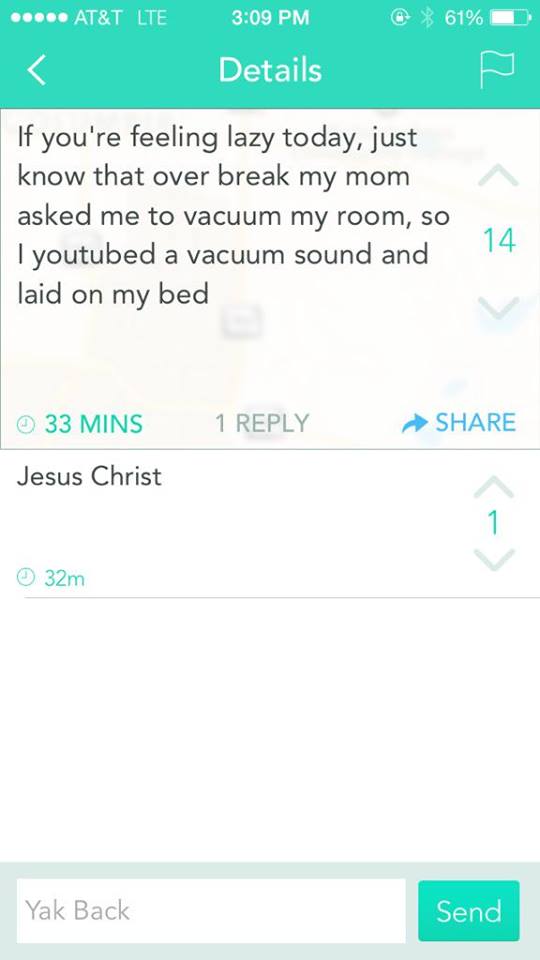 AT&T LTE 3:09 PM 61%
Details
If you're feeling lazy today, just
know that over break my mom
asked me to vacuum my room, so
I youtubed a vacuum sound and
laid on my bed
14
33 MINS 1 REPLY SHARE
Jesus Christ
1
32m
Yak Back Send